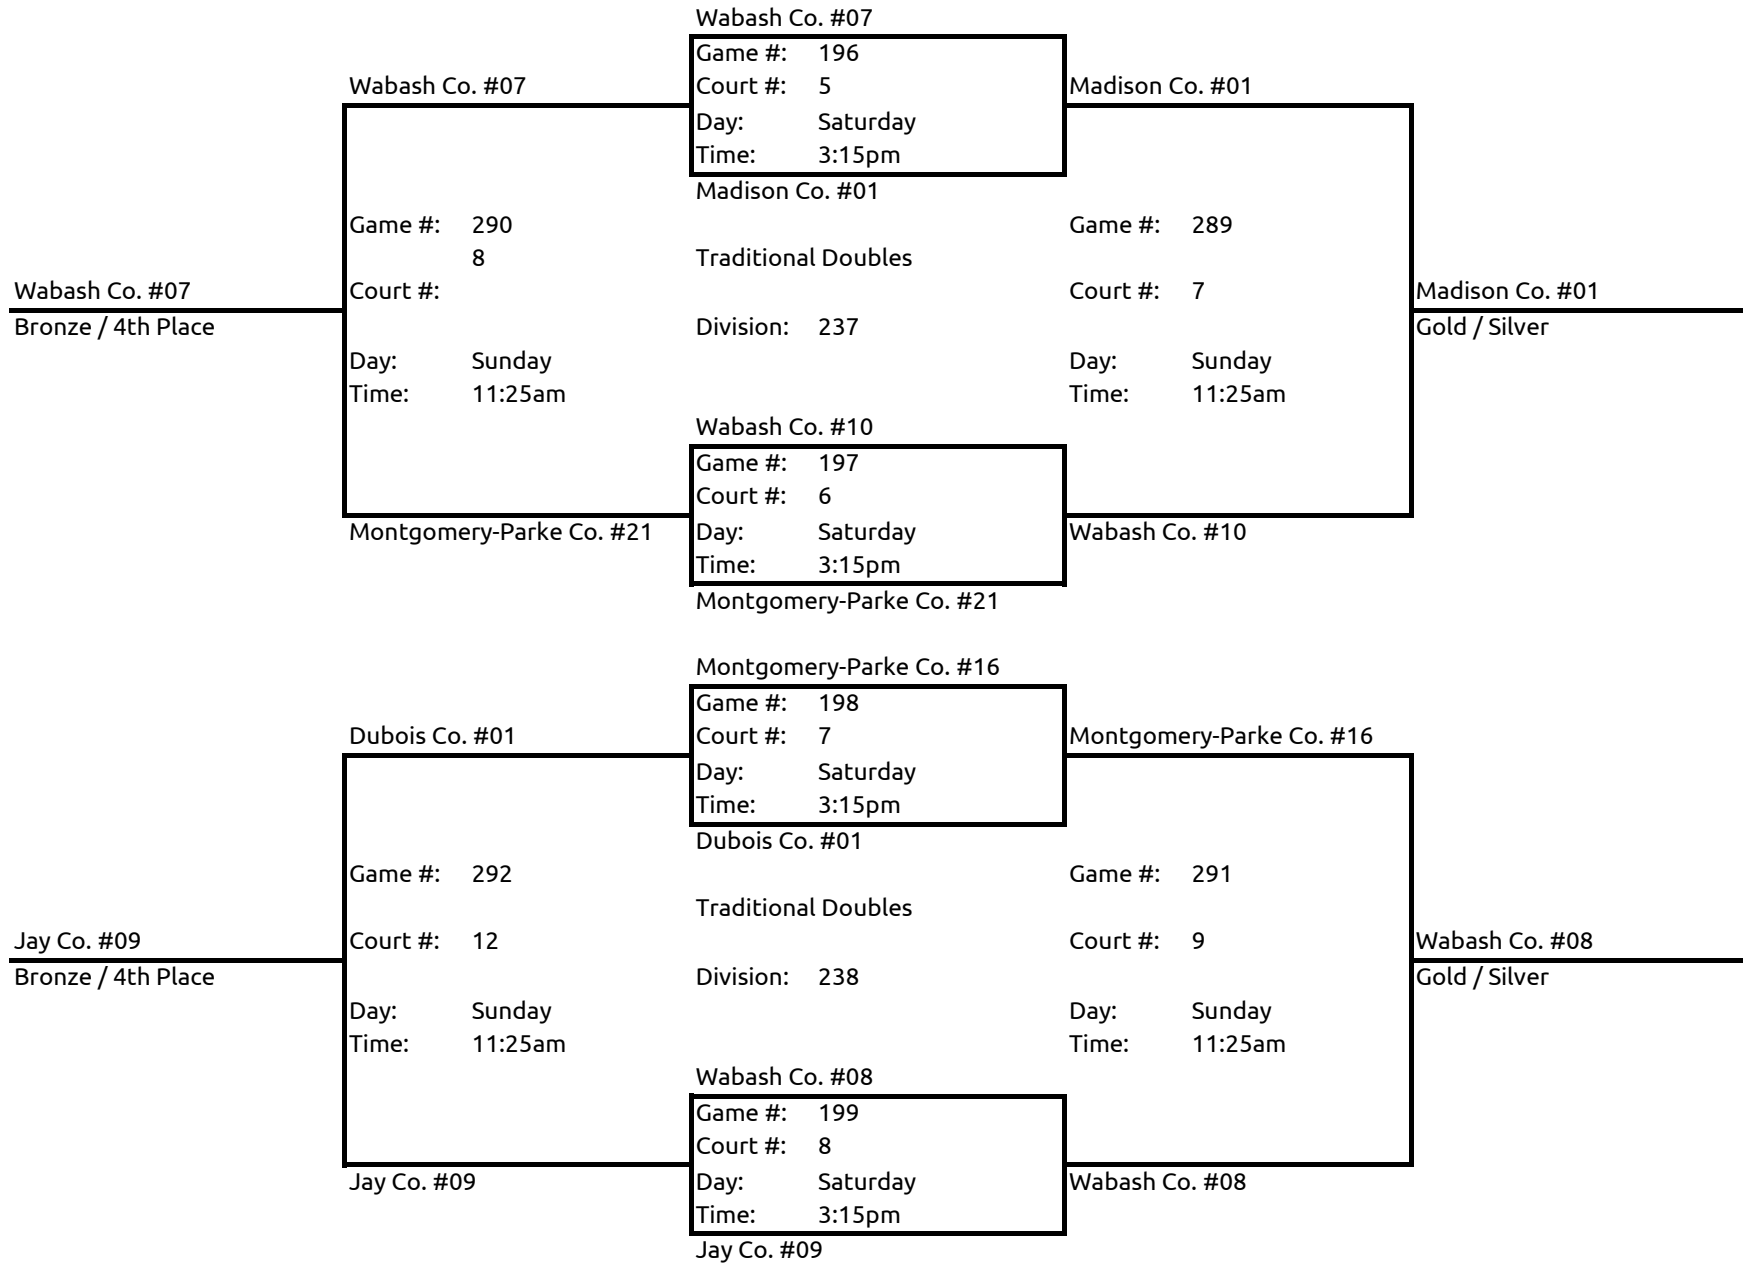 Wabash Co. #07
Game #: 196
Wabash Co. #07 Court #: 5 Madison Co. #01
Day: Saturday
Time: 3:15pm
Madison Co. #01
Game #: 290 Game #: 289
8 Traditional Doubles
Wabash Co. #07 Court #: Court #: 7 Madison Co. #01
Bronze / 4th Place Division: 237 Gold / Silver
Day: Sunday Day: Sunday
Time: 11:25am Time: 11:25am
Wabash Co. #10
Game #: 197
Court #: 6
Montgomery-Parke Co. #21 Day: Saturday Wabash Co. #10
Time: 3:15pm
Montgomery-Parke Co. #21
Montgomery-Parke Co. #16
Game #: 198
Dubois Co. #01 Court #: 7 Montgomery-Parke Co. #16
Day: Saturday
Time: 3:15pm
Dubois Co. #01
Game #: 292 Game #: 291
Traditional Doubles
Jay Co. #09 Court #: 12 Court #: 9 Wabash Co. #08
Bronze / 4th Place Division: 238 Gold / Silver
Day: Sunday Day: Sunday
Time: 11:25am Time: 11:25am
Wabash Co. #08
Game #: 199
Court #: 8
Jay Co. #09 Day: Saturday Wabash Co. #08
Time: 3:15pm
Jay Co. #09